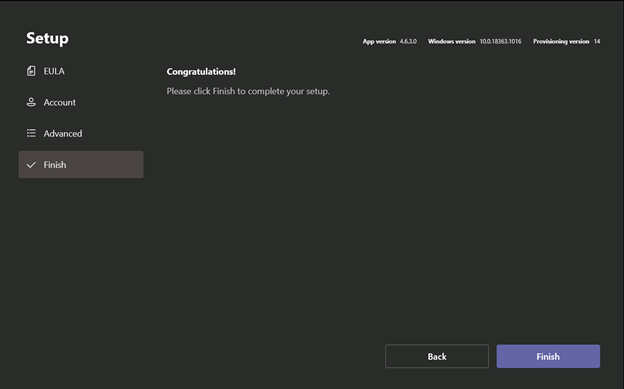 Setup
App version 4.6.3.0 Windows version 10.0.18363.1016 Provisioning version 14
EULA
Account
Advanced
Finish
Congratulations!
Please click Finish to complete your setup.
Back
Finish